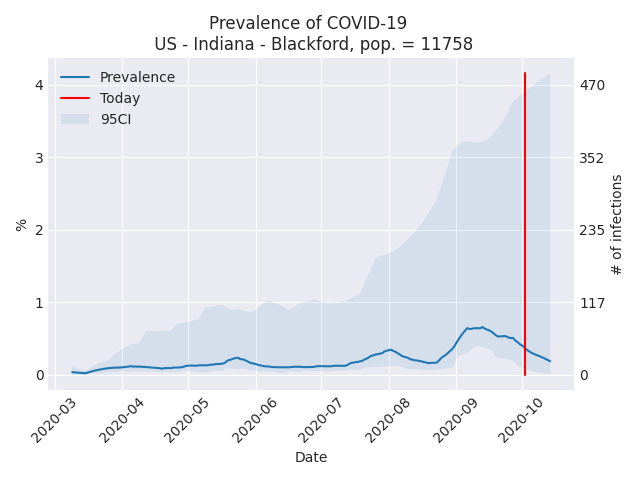 Prevalence of COVID-19
US - Indiana - Blackford, pop. = 11758
Prevalence
Today
95CI
4
3
2
1
0
%
470
352
235
117
0
# of infections
2020-03
2020-04
2020-05
2020-06
2020-07
2020-08
2020-09
2020-10
Date